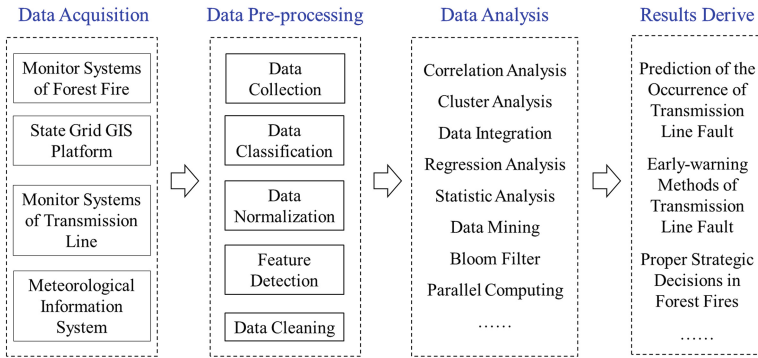 Data Acquisition
Monitor Systems
of Forest Fire
State Grid GIS
Platform
Monitor Systems
of Transmission
Line
Meteorological
Information
System
Data Pre-processing
Data
Collection
Data
Classification
Data
Normalization
Feature
Detection
Data Cleaning
Data Analysis
Correlation Analysis
Cluster Analysis
Data Integration
Regression Analysis
Statistic Analysis
Data Mining
Bloom Filter
Parallel Computing
......
Results Derive
Prediction of the
Occurrence of
Transmission
Line Fault
Early-warning
Methods of
Transmission
Line Fault
Proper Strategic
Decisions in
Forest Fires
......